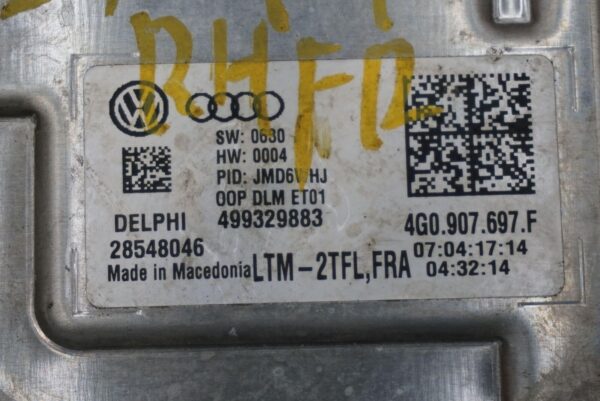 RHFD
SW: 0630
HW: 0004
OOP DLM ET01
DELPHI 499329883
28548046
Made in Macedonia LTM-2TFL,FRA
4G0.907.697.F
07:04:17:14
04:32:14